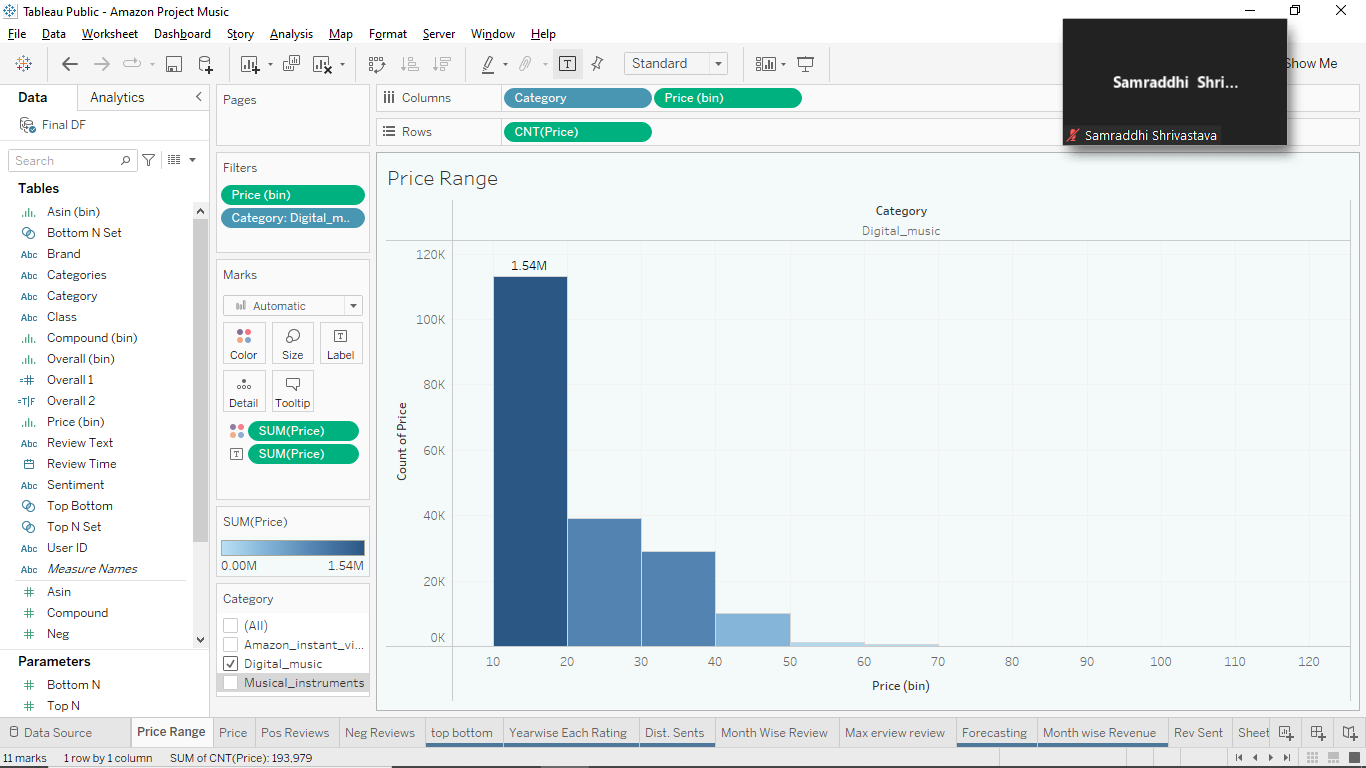 Tableau Public - Amazon Project Music
File Data Worksheet Dashboard Story Analysis Map Format Server Window Help
Standard
Show Me
Samraddhi Shri...
Samraddhi Shrivastava
Data Analytics
Final DF
Search
Tables
Asin (bin)
Bottom N Set
Abc Brand
Abc Categories
Abc Category
Abc Class
Compound (bin)
Overall (bin)
=# Overall 1
=T|F Overall 2
Price (bin)
Abc Review Text
Review Time
Abc Sentiment
Top Bottom
Top N Set
Abc User ID
Abc Measure Names
# Asin
# Compound
# Neg
Parameters
# Bottom N
# Top N
Pages
Filters
Price (bin)
Category: Digital_m..
Marks
Automatic
Color Size Label
Detail Tooltip
SUM(Price)
SUM(Price)
SUM(Price)
0.00M 1.54M
Category
(All)
Amazon_instant_vi...
Digital_music
Musical_instruments
Columns Category Price (bin)
Rows CNT(Price)
Price Range
Category
Digital_music
120K
1.54M
100K
80K
60K
40K
20K
0K
Count of Price
10 20 30 40 50 60 70 80 90 100 110 120
Price (bin)
Data Source Price Range Price Pos Reviews Neg Reviews top bottom Yearwise Each Rating Dist. Sents Month Wise Review Max erview review Forecasting Month wise Revenue Rev Sent Sheet
11 marks 1 row by 1 column SUM of CNT(Price): 193,979